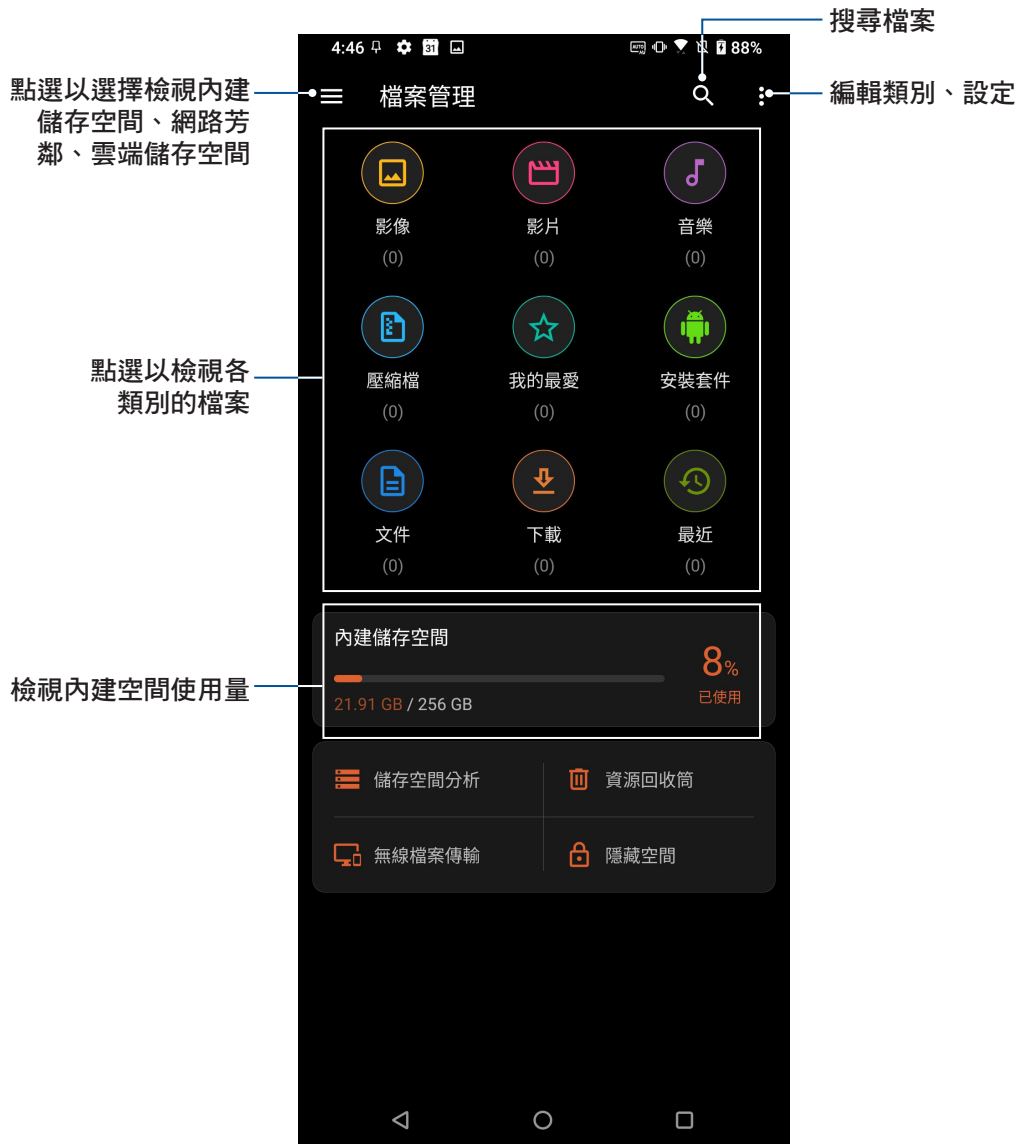 搜尋檔案
4:46
31
AUTO
88%
點選以選擇檢視內建
儲存空間、網路芳
鄰、雲端儲存空間
檔案管理
編輯類別、設定
影像
影片
音樂
(0)
(0)
(0)
點選以檢視各
類別的檔案
壓縮檔
我的最愛
安裝套件
(0)
(0)
(0)
文件
下載
最近
(0)
(0)
(0)
檢視內建空間使用量
內建儲存空間
8%
已使用
21.91 GB / 256 GB
儲存空間分析
資源回收筒
無線檔案傳輸
隱藏空間